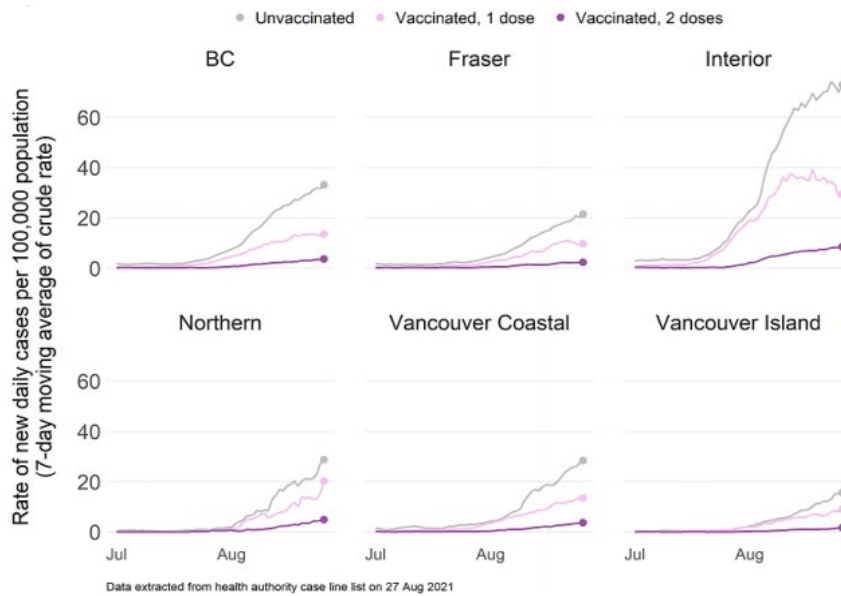 Unvaccinated Vaccinated, 1 dose Vaccinated, 2 doses
BC Fraser Interior
Rate of new daily cases per 100,000 population
(7-day moving average of crude rate)
60
40
20
0
Northern Vancouver Coastal Vancouver Island
60
40
20
0
Jul Aug Jul Aug Jul Aug
Data extracted from health authority case line list on 27 Aug 2021